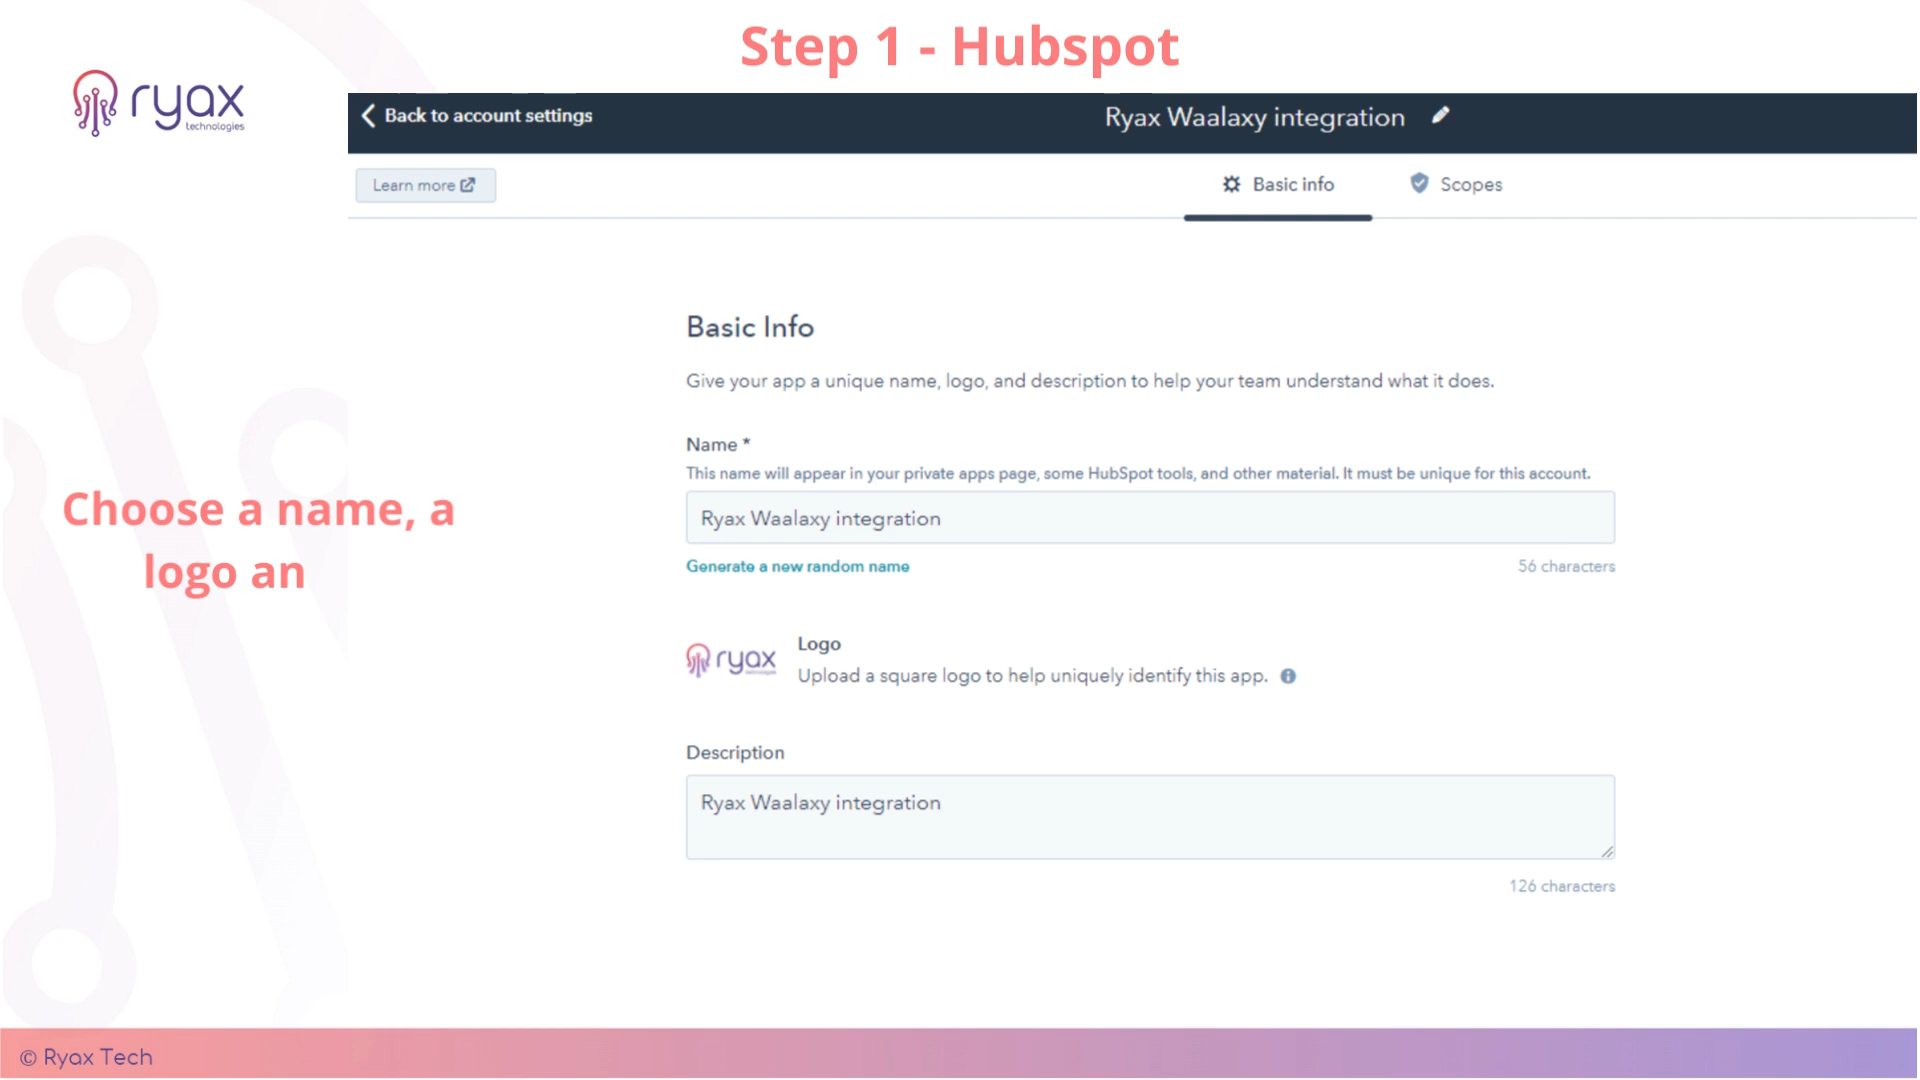 Step 1 - Hubspot
ryax
technologies
Back to account settings
Ryax Waalaxy integration
Learn more
Basic info
Scopes
Basic Info
Give your app a unique name, logo, and description to help your team understand what it does.
Name *
This name will appear in your private apps page, some HubSpot tools, and other material. It must be unique for this account.
Ryax Waalaxy integration
Generate a new random name
56 characters
Choose a name, a
logo an
ryax
Logo
Upload a square logo to help uniquely identify this app.
Description
Ryax Waalaxy integration
126 characters
© Ryax Tech